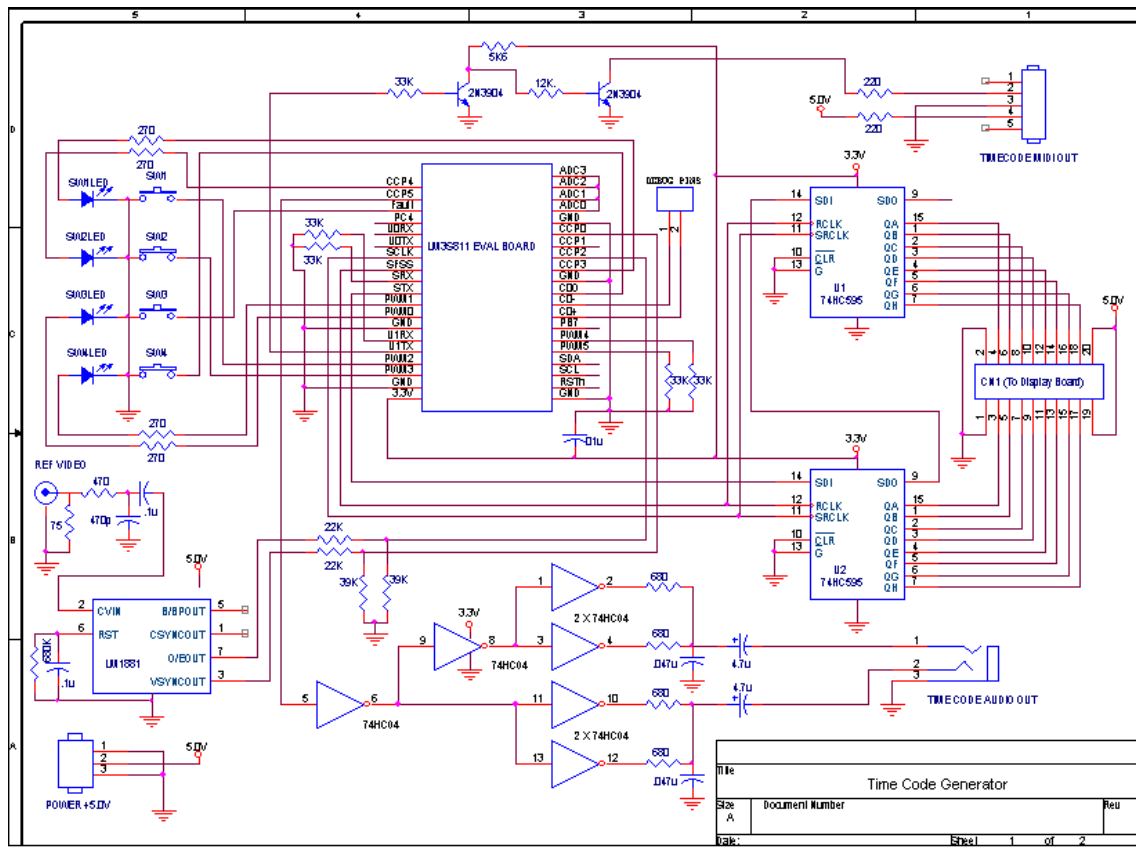 5 4 3 2 1
D
C
B
A
5K6
33K 2N3904 12K 2N3904
220
5.0V
220
1
2
3
4
5
TIMECODE MIDI OUT
270
270
SW1LED SW1
SW2LED SW2
SW3LED SW3
SW4LED SW4
270
270
33K
33K
LM3S811 EVAL BOARD
CCP4
CCP5
Fault
PC4
U0RX
U0TX
SCLK
SFSS
SRX
STX
PWM1
PWM0
GND
U1RX
U1TX
PWM2
PWM3
GND
3.3V
ADC3
ADC2
ADC1
ADC0
GND
CCP0
CCP1
CCP2
CCP3
GND
CO0
CO-
CO+
PB7
PWM4
PWM5
SDA
SCL
RSTn
GND
DEBUG PINS
1 2
33K 33K
.01u
3.3V
14 SDI SDO 9
12 RCLK QA 15
11 SRCLK QB 1
QC 2
10 CLR QD 3
13 G QE 4
QF 5
U1 QG 6
74HC595 QH 7
5.0V
2 4 6 8 10 12 14 16 18 20
CN1 (To Display Board)
1 3 5 7 9 11 13 15 17 19
3.3V
14 SDI SDO 9
12 RCLK QA 15
11 SRCLK QB 1
QC 2
10 CLR QD 3
13 G QE 4
QF 5
U2 QG 6
74HC595 QH 7
REF VIDEO
470
75 470p .1u
5.0V
2 CVIN B/BPOUT 5
6 RST CSYNCOUT 1
O/EOUT 7
LM1881 VSYNCOUT 3
680K
.1u
22K
22K
39K 39K
3.3V
9 8
74HC04
5 6
74HC04
1 2 680
2 X 74HC04
3 4 680
.047u 4.7u
11 10 680
2 X 74HC04
13 12 680
.047u 4.7u
1
2
3
TIMECODE AUDIO OUT
1
2
3
5.0V
POWER +5.0V
Title
Time Code Generator
Size Document Number Rev
A
Date: Sheet 1 of 2